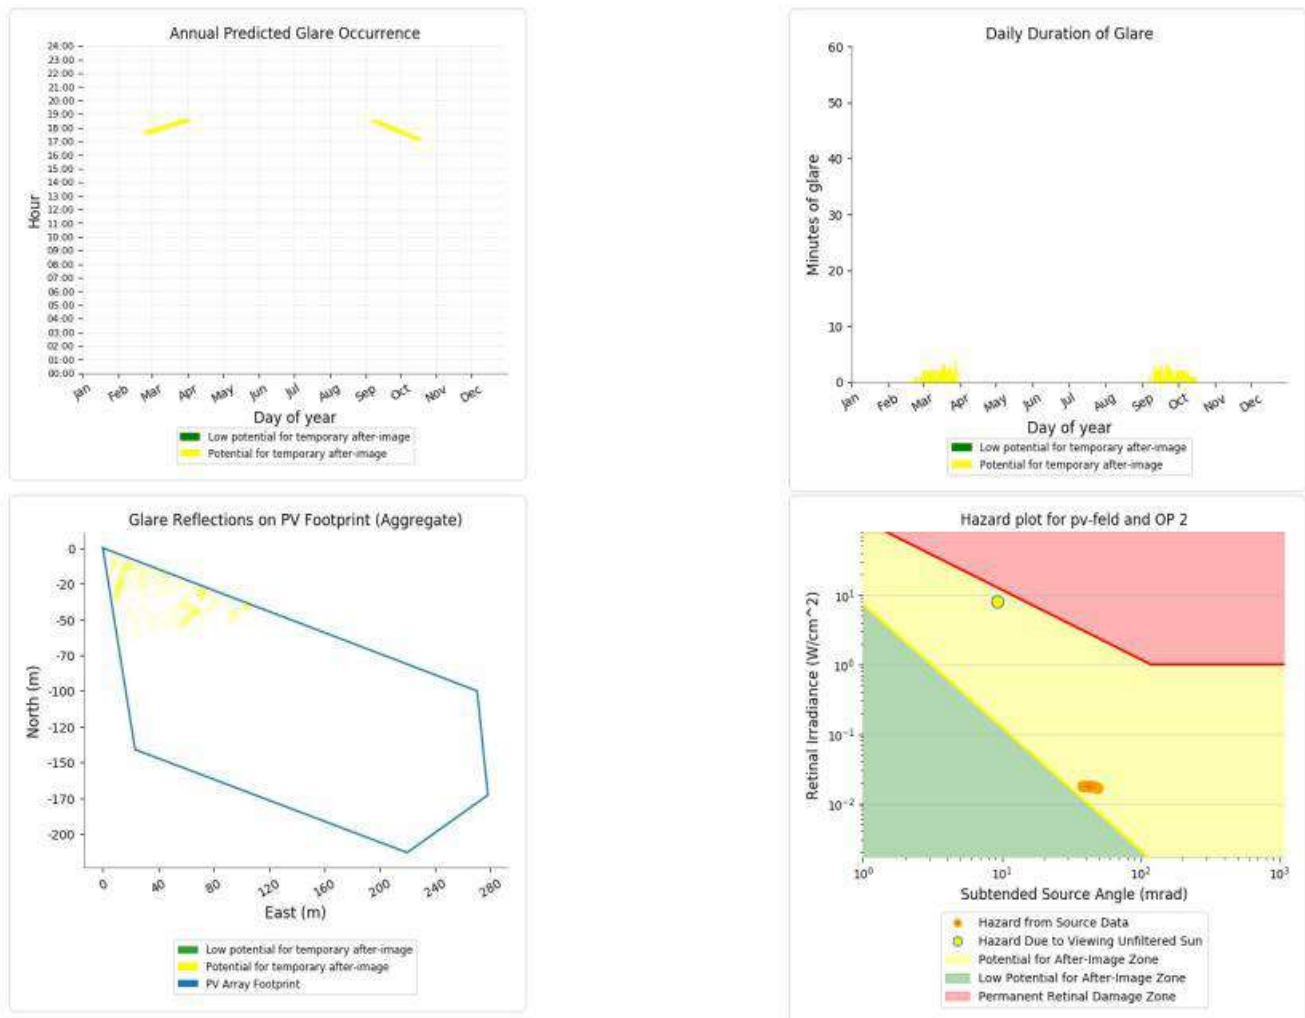 Annual Predicted Glare Occurrence
24:00
23:00
22:00
21:00
20:00
19:00
18:00
17:00
16:00
15:00
14:00
13:00
12:00
11:00
10:00
09:00
08:00
07:00
06:00
05:00
04:00
03:00
02:00
01:00
00:00
Hour
Jan Feb Mar Apr May Jun Jul Aug Sep Oct Nov Dec
Day of year
Low potential for temporary after-image
Potential for temporary after-image
Daily Duration of Glare
60
50
40
30
20
10
0
Minutes of glare
Jan Feb Mar Apr May Jun Jul Aug Sep Oct Nov Dec
Day of year
Low potential for temporary after-image
Potential for temporary after-image
Glare Reflections on PV Footprint (Aggregate)
0
-20
-50
-70
-100
-120
-150
-170
-200
North (m)
0 40 80 120 160 200 240 280
East (m)
Low potential for temporary after-image
Potential for temporary after-image
PV Array Footprint
Hazard plot for pv-feld and OP 2
10^1
10^0
10^-1
10^-2
Retinal Irradiance (W/cm^2)
10^0 10^1 10^2 10^3
Subtended Source Angle (mrad)
Hazard from Source Data
Hazard Due to Viewing Unfiltered Sun
Potential for After-Image Zone
Low Potential for After-Image Zone
Permanent Retinal Damage Zone